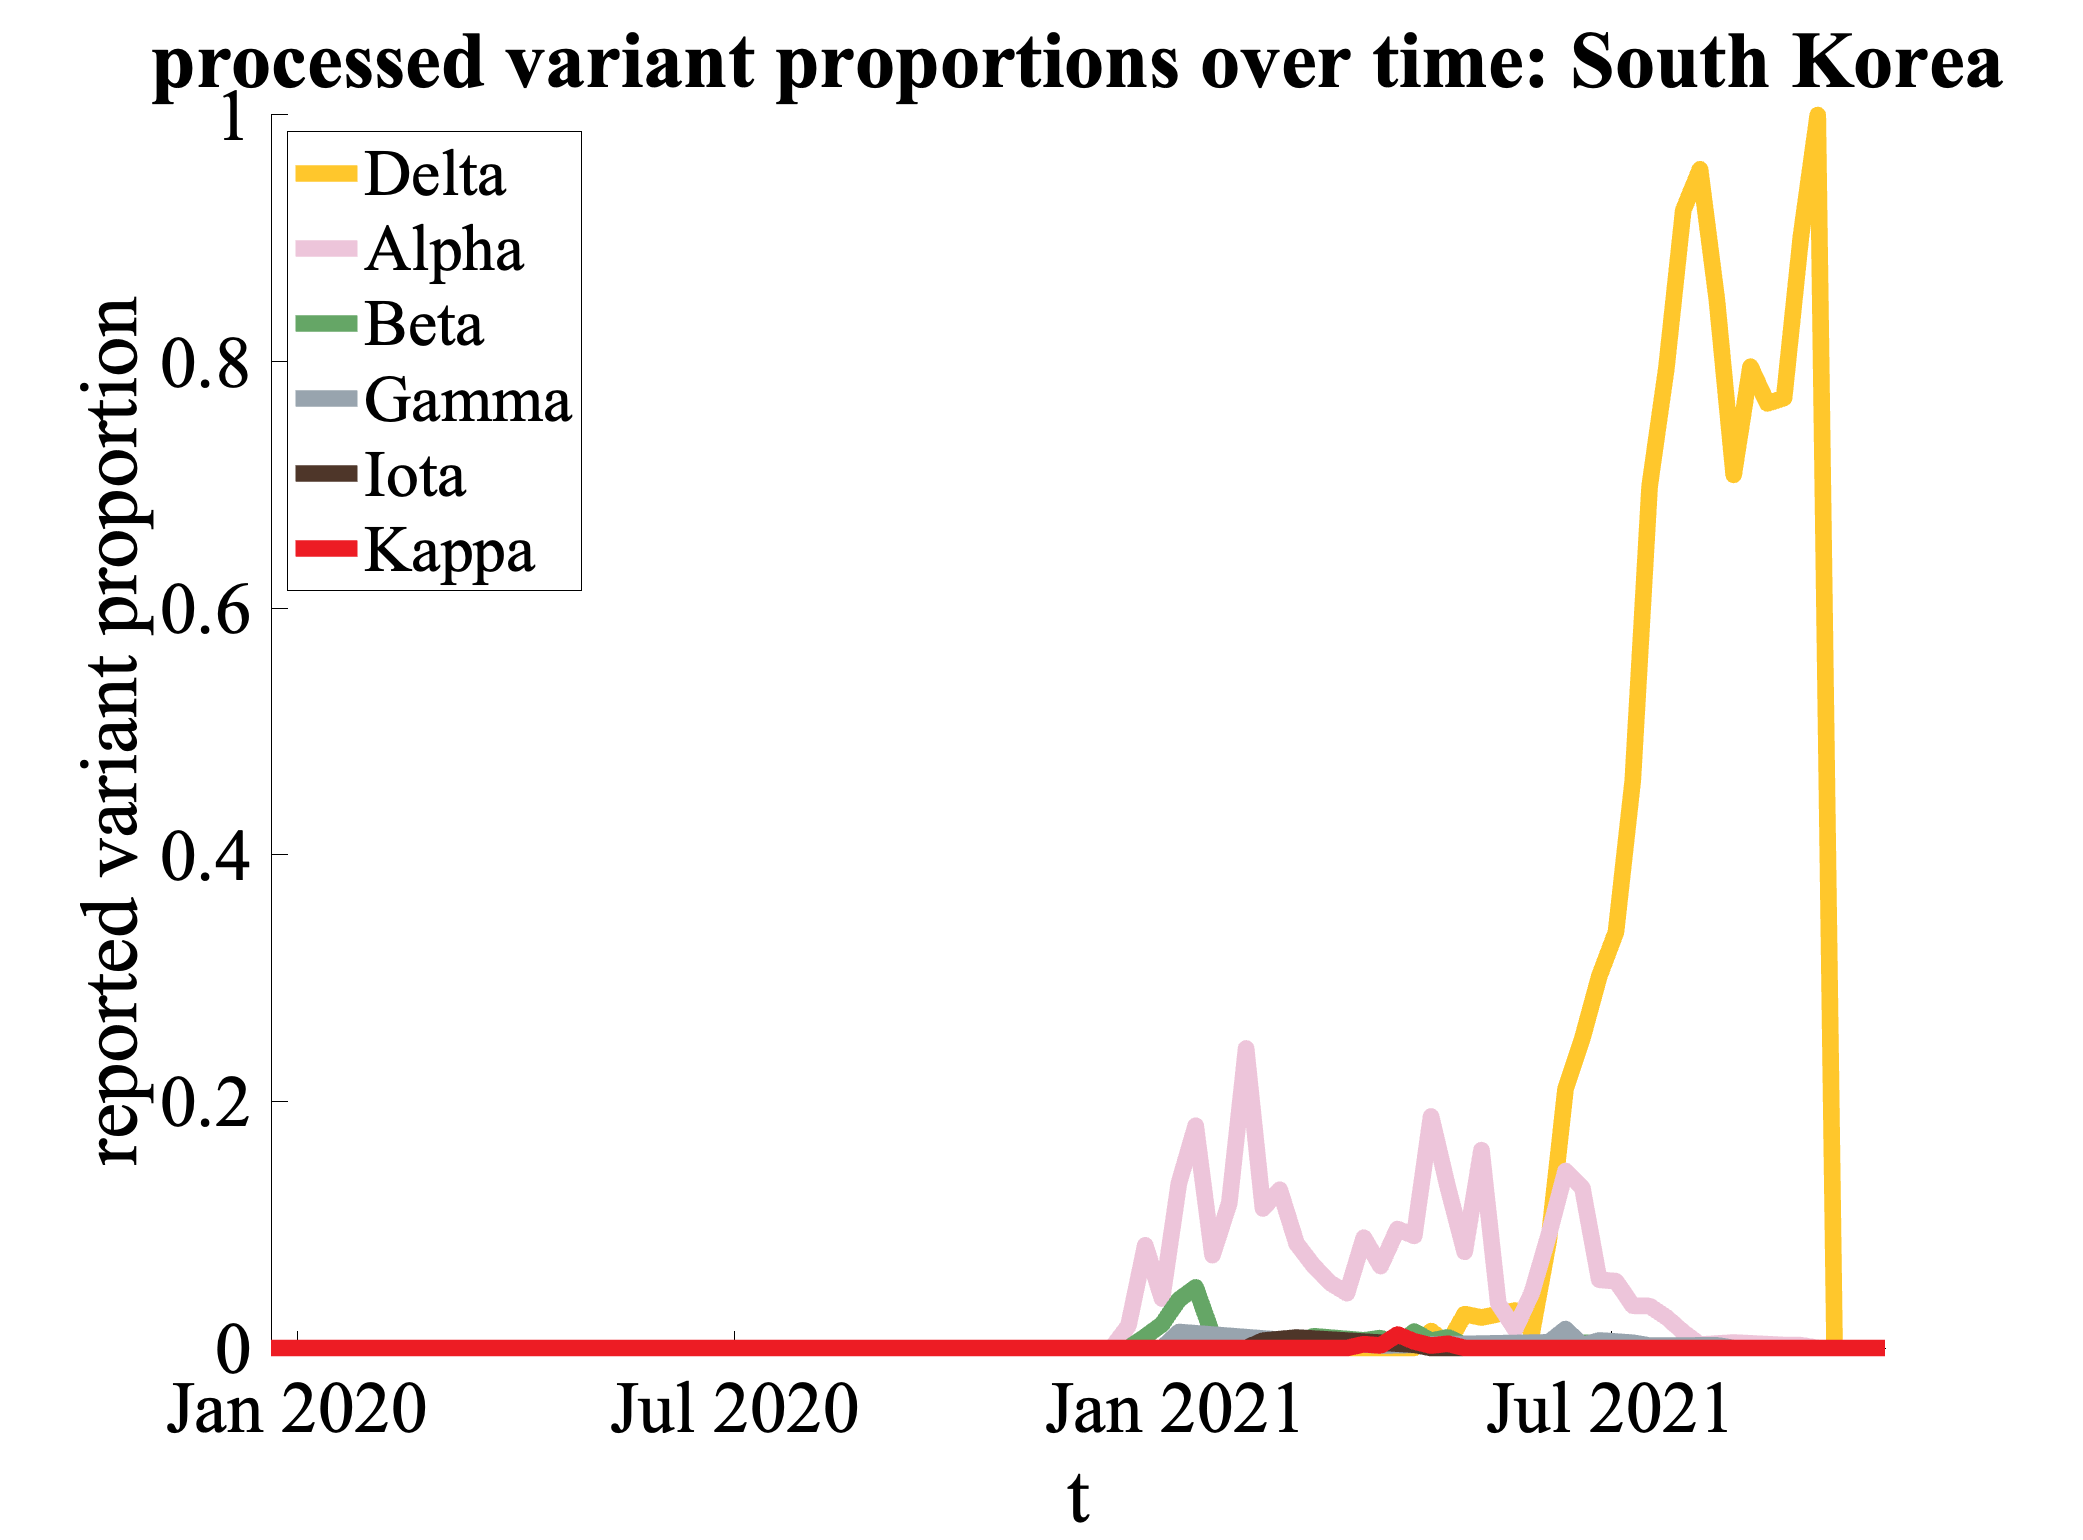 processed variant proportions over time: South Korea
1
0.8
0.6
0.4
0.2
0
reported variant proportion
Delta
Alpha
Beta
Gamma
Iota
Kappa
Jan 2020
Jul 2020
Jan 2021
Jul 2021
t